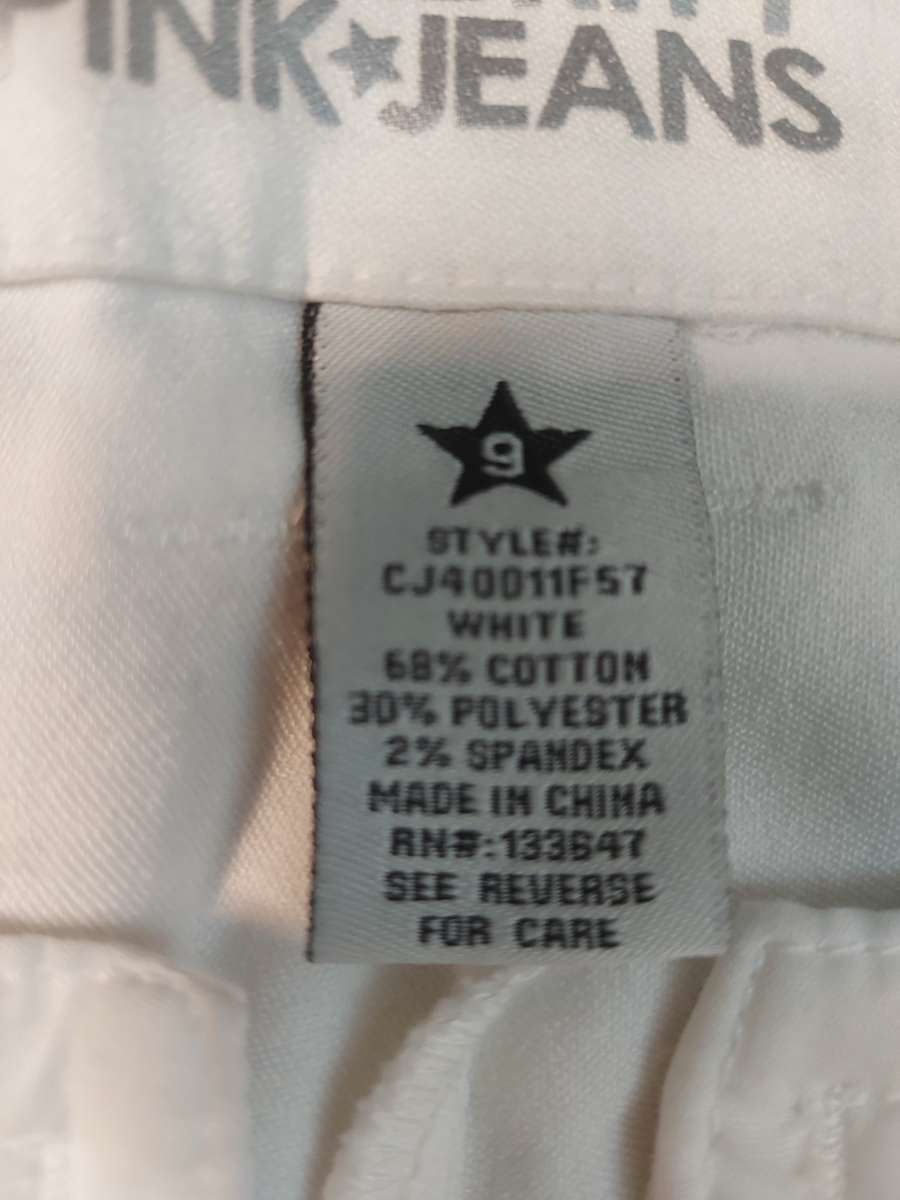 PINK★JEANS
9
STYLE#:
CJ40011F57
WHITE
68% COTTON
30% POLYESTER
2% SPANDEX
MADE IN CHINA
RN#:133647
SEE REVERSE
FOR CARE